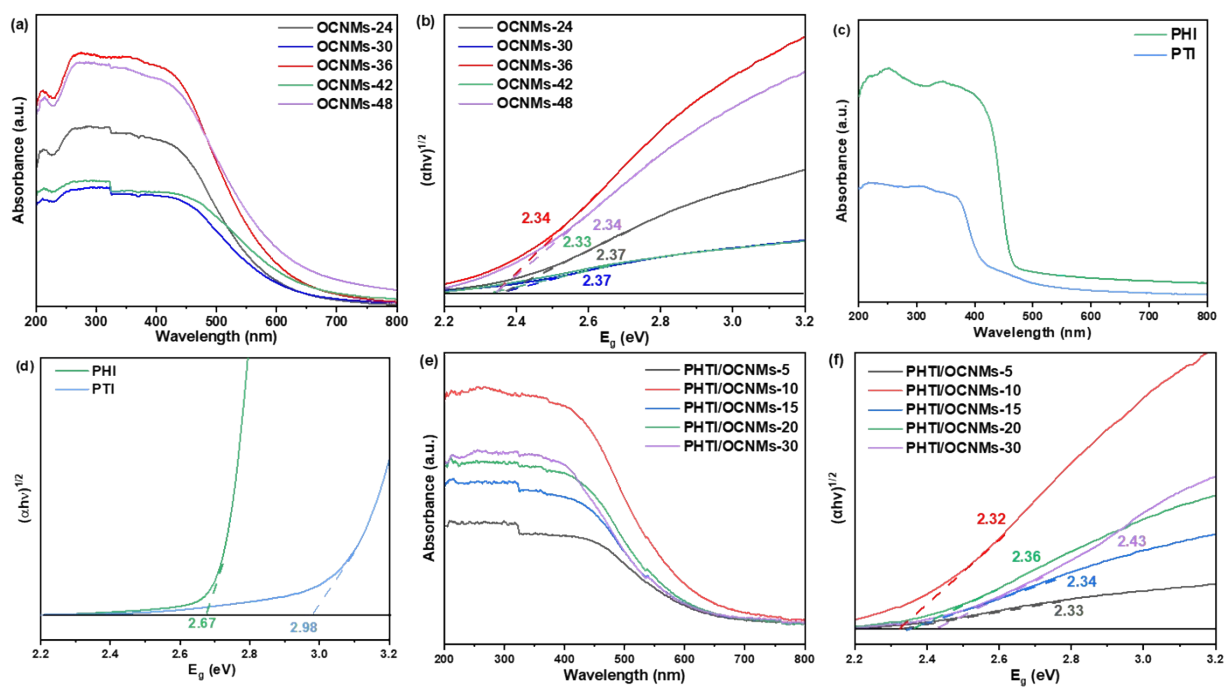 (a)
OCNMs-24
OCNMs-30
OCNMs-36
OCNMs-42
OCNMs-48
Absorbance (a.u.)
200 300 400 500 600 700 800
Wavelength (nm)
(b)
OCNMs-24
OCNMs-30
OCNMs-36
OCNMs-42
OCNMs-48
(αhν)1/2
2.34
2.34
2.33
2.37
2.37
2.2 2.4 2.6 2.8 3.0 3.2
Eg (eV)
(c)
PHI
PTI
Absorbance (a.u.)
200 300 400 500 600 700 800
Wavelength (nm)
(d)
PHI
PTI
(αhν)1/2
2.67
2.98
2.2 2.4 2.6 2.8 3.0 3.2
Eg (eV)
(e)
PHTI/OCNMs-5
PHTI/OCNMs-10
PHTI/OCNMs-15
PHTI/OCNMs-20
PHTI/OCNMs-30
Absorbance (a.u.)
200 300 400 500 600 700 800
Wavelength (nm)
(f)
PHTI/OCNMs-5
PHTI/OCNMs-10
PHTI/OCNMs-15
PHTI/OCNMs-20
PHTI/OCNMs-30
(αhν)1/2
2.32
2.36
2.43
2.34
2.33
2.2 2.4 2.6 2.8 3.0 3.2
Eg (eV)